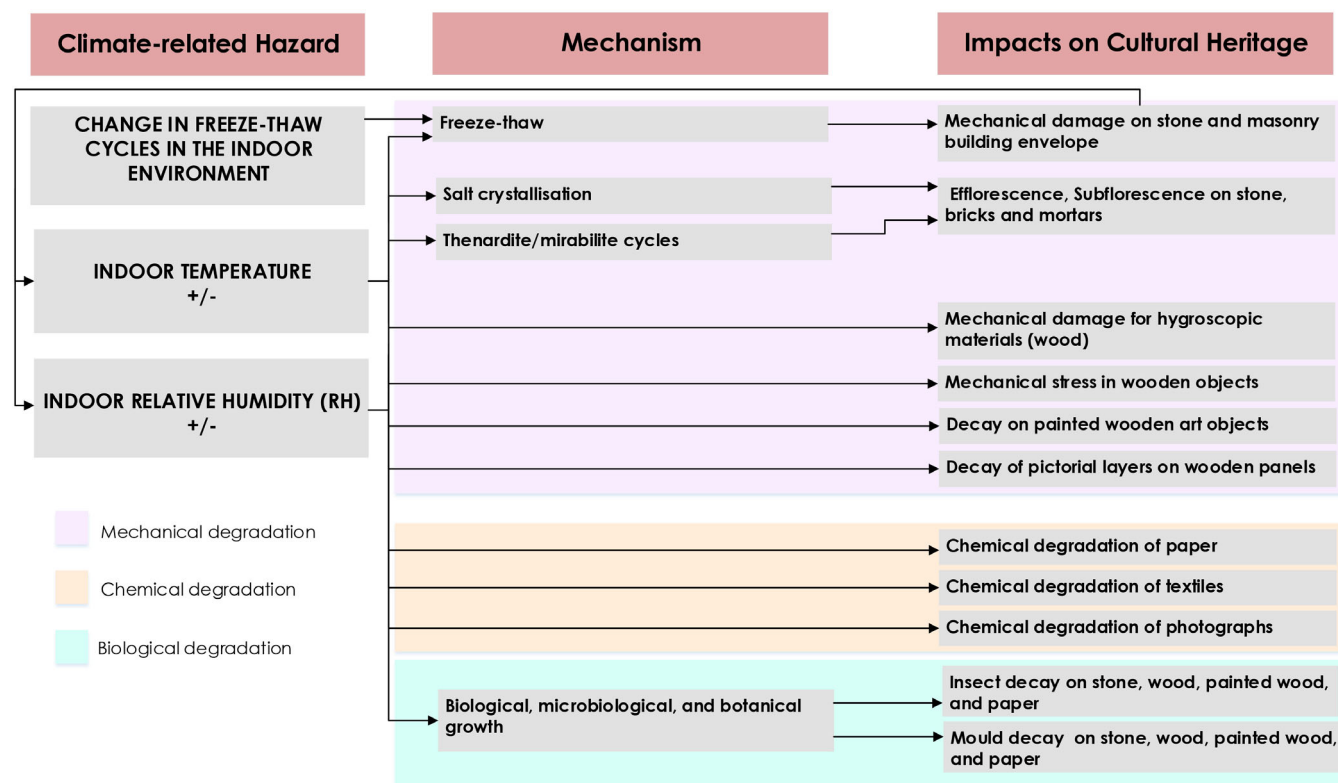 Climate-related Hazard
Mechanism
Impacts on Cultural Heritage
CHANGE IN FREEZE-THAW
CYCLES IN THE INDOOR
ENVIRONMENT
Freeze-thaw
Mechanical damage on stone and masonry
building envelope
Salt crystallisation
Efflorescence, Subflorescence on stone,
bricks and mortars
Thenardite/mirabilite cycles
INDOOR TEMPERATURE
+/-
Mechanical damage for hygroscopic
materials (wood)
Mechanical stress in wooden objects
INDOOR RELATIVE HUMIDITY (RH)
+/-
Decay on painted wooden art objects
Decay of pictorial layers on wooden panels
Mechanical degradation
Chemical degradation
Biological degradation
Chemical degradation of paper
Chemical degradation of textiles
Chemical degradation of photographs
Biological, microbiological, and botanical
growth
Insect decay on stone, wood, painted wood,
and paper
Mould decay on stone, wood, painted wood,
and paper